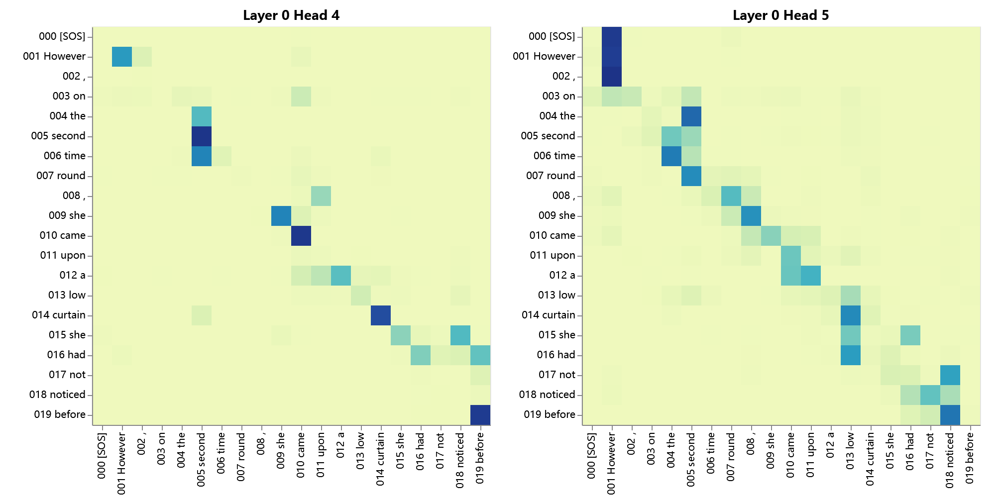 Layer 0 Head 4
000 [SOS]
001 However
002 ,
003 on
004 the
005 second
006 time
007 round
008 ,
009 she
010 came
011 upon
012 a
013 low
014 curtain
015 she
016 had
017 not
018 noticed
019 before
000 [SOS]
001 However
002 ,
003 on
004 the
005 second
006 time
007 round
008 ,
009 she
010 came
011 upon
012 a
013 low
014 curtain
015 she
016 had
017 not
018 noticed
019 before
Layer 0 Head 5
000 [SOS]
001 However
002 ,
003 on
004 the
005 second
006 time
007 round
008 ,
009 she
010 came
011 upon
012 a
013 low
014 curtain
015 she
016 had
017 not
018 noticed
019 before
000 [SOS]
001 However
002 ,
003 on
004 the
005 second
006 time
007 round
008 ,
009 she
010 came
011 upon
012 a
013 low
014 curtain
015 she
016 had
017 not
018 noticed
019 before